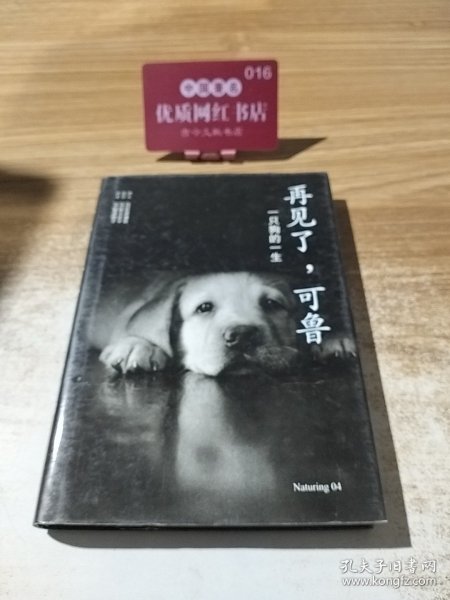 016
中国书店
优质网红书店
再见了，可鲁
一只狗的一生
Naturing 04
孔夫子旧书网
www.kongfz.com